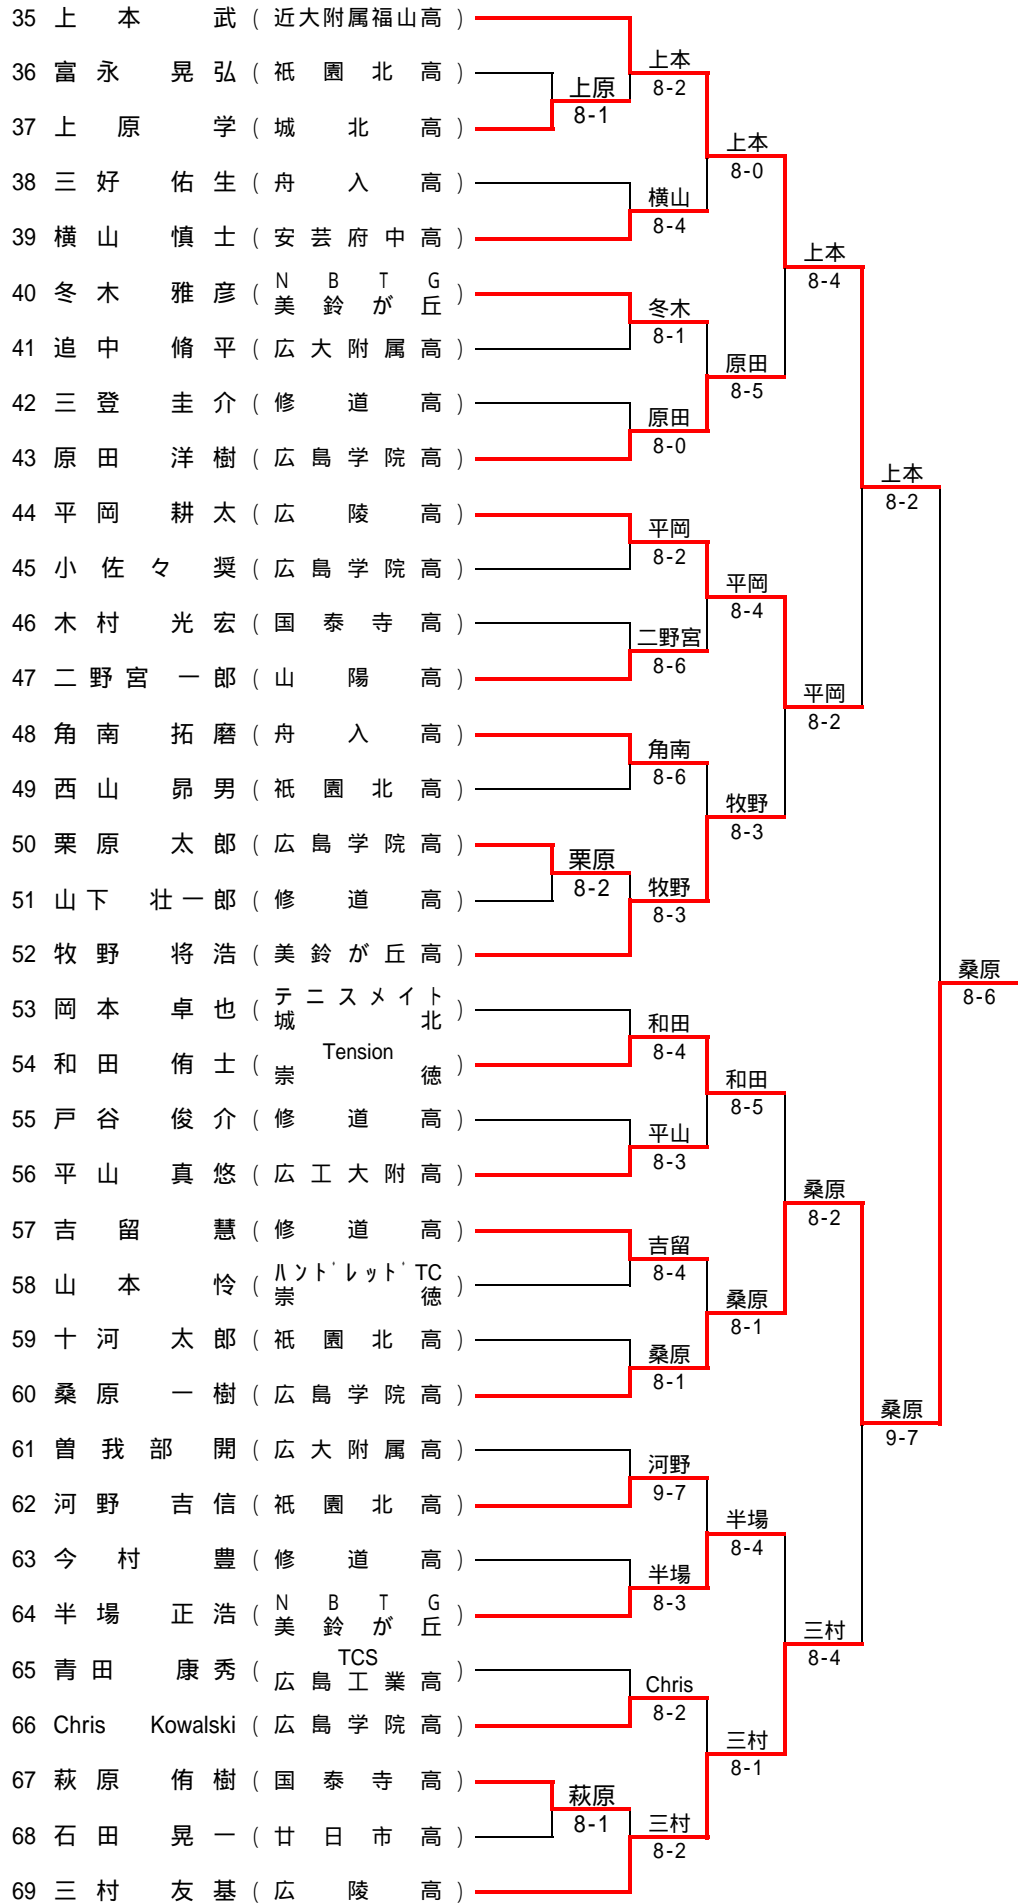 35 上本 武 (近大附属福山高)
36 富永 晃弘 (祇園北高)
37 上原 学 (城北高)
38 三好 佑生 (舟入高)
39 横山 慎士 (安芸府中高)
40 冬木 雅彦 (NBTG
美鈴が丘)
41 追中 脩平 (広大附属高)
42 三登 圭介 (修道高)
43 原田 洋樹 (広島学院高)
44 平岡 耕太 (広陵高)
45 小佐々 奨 (広島学院高)
46 木村 光宏 (国泰寺高)
47 二野宮 一郎 (山陽高)
48 角南 拓磨 (舟入高)
49 西山 昴男 (祇園北高)
50 栗原 太郎 (広島学院高)
51 山下 壮一郎 (修道高)
52 牧野 将浩 (美鈴が丘高)
53 岡本 卓也 (テニスメイト
城北)
54 和田 侑士 (Tension
崇徳)
55 戸谷 俊介 (修道高)
56 平山 真悠 (広工大附高)
57 吉留 慧 (修道高)
58 山本 怜 (ハンドレッドTC
崇徳)
59 十河 太郎 (祇園北高)
60 桑原 一樹 (広島学院高)
61 曽我部 開 (広大附属高)
62 河野 吉信 (祇園北高)
63 今村 豊 (修道高)
64 半場 正浩 (NBTG
美鈴が丘)
65 青田 康秀 (TCS
広島工業高)
66 Chris Kowalski (広島学院高)
67 萩原 侑樹 (国泰寺高)
68 石田 晃一 (廿日市高)
69 三村 友基 (広陵高)
上原
8-1
栗原
8-2
萩原
8-1
上本
8-2
横山
8-4
冬木
8-1
原田
8-0
平岡
8-2
二野宮
8-6
角南
8-6
牧野
8-3
和田
8-4
平山
8-3
吉留
8-4
桑原
8-1
河野
9-7
半場
8-3
Chris
8-2
三村
8-2
上本
8-0
原田
8-5
平岡
8-4
牧野
8-3
和田
8-5
桑原
8-1
半場
8-4
三村
8-1
上本
8-4
平岡
8-2
桑原
8-2
三村
8-4
上本
8-2
桑原
9-7
桑原
8-6